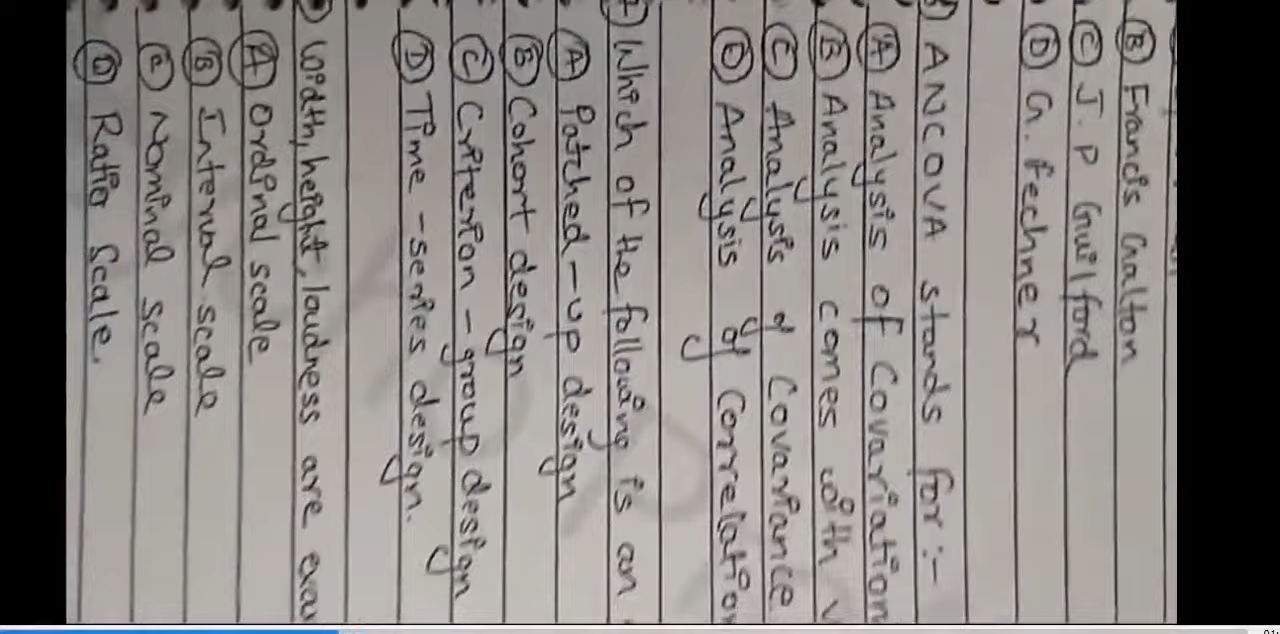 B Francis Galton
C J. P Guilford
D G. fechner
ANCOVA stands for :-
A Analysis of Covariation
B Analysis comes with v
C Analysis of Covariance
D Analysis of Correlation
Which of the following is an
A Patched-up design
B Cohort design
C Criterion - group design
D Time - series design.
Width, height, loudness are exam
A Ordinal scale
B Interval scale
C Nominal scale
D Ratio Scale.